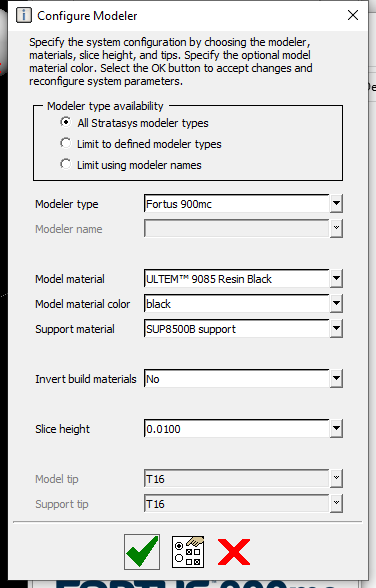 Configure Modeler
Specify the system configuration by choosing the modeler,
materials, slice height, and tips. Specify the optional model
material color. Select the OK button to accept changes and
reconfigure system parameters.
Modeler type availability
All Stratasys modeler types
Limit to defined modeler types
Limit using modeler names
Modeler type Fortus 900mc
Modeler name
Model material ULTEM™ 9085 Resin Black
Model material color black
Support material SUP8500B support
Invert build materials No
Slice height 0.0100
Model tip T16
Support tip T16